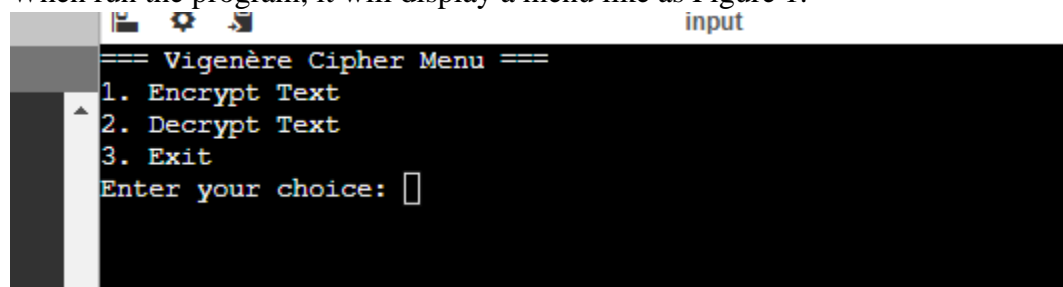 When run the program, it will display a menu like as Figure 1.
input
=== Vigenère Cipher Menu ===
1. Encrypt Text
2. Decrypt Text
3. Exit
Enter your choice: